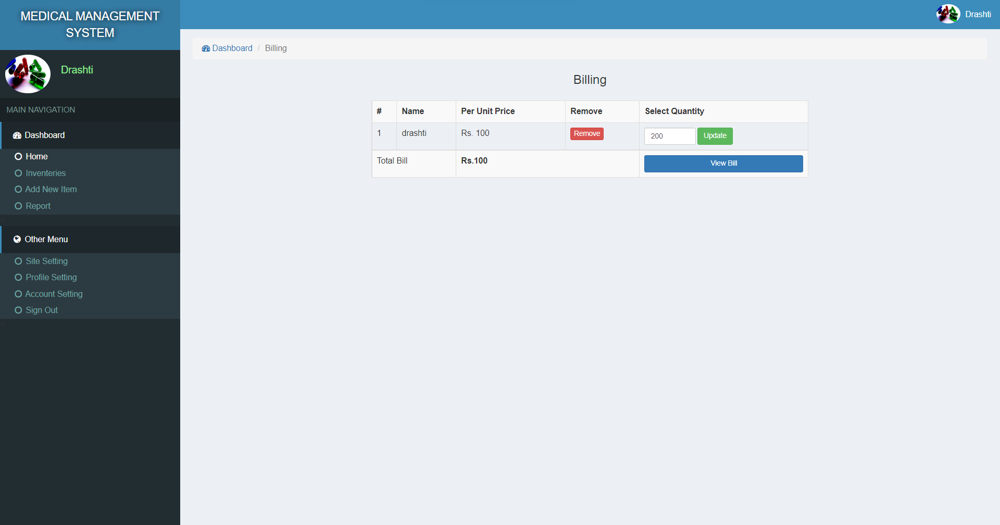 MEDICAL MANAGEMENT
SYSTEM
Drashti
Drashti
MAIN NAVIGATION
Dashboard
Home
Inventeries
Add New Item
Report
<
Other Menu
Site Setting
Profile Setting
Account Setting
Sign Out
<
Dashboard / Billing
Billing
# Name Per Unit Price Remove Select Quantity
1 drashti Rs. 100 Remove 200 Update
Total Bill Rs.100 View Bill